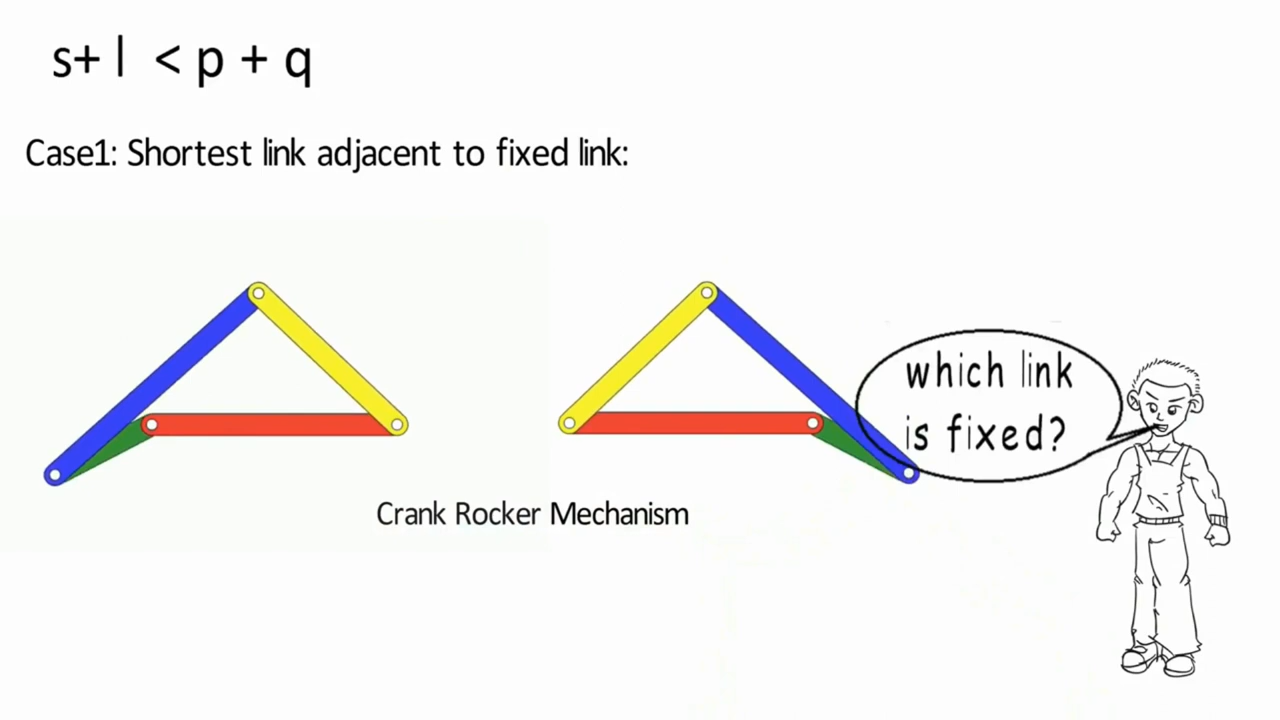 s+ l < p + q
Case1: Shortest link adjacent to fixed link:
which link
is fixed?
Crank Rocker Mechanism